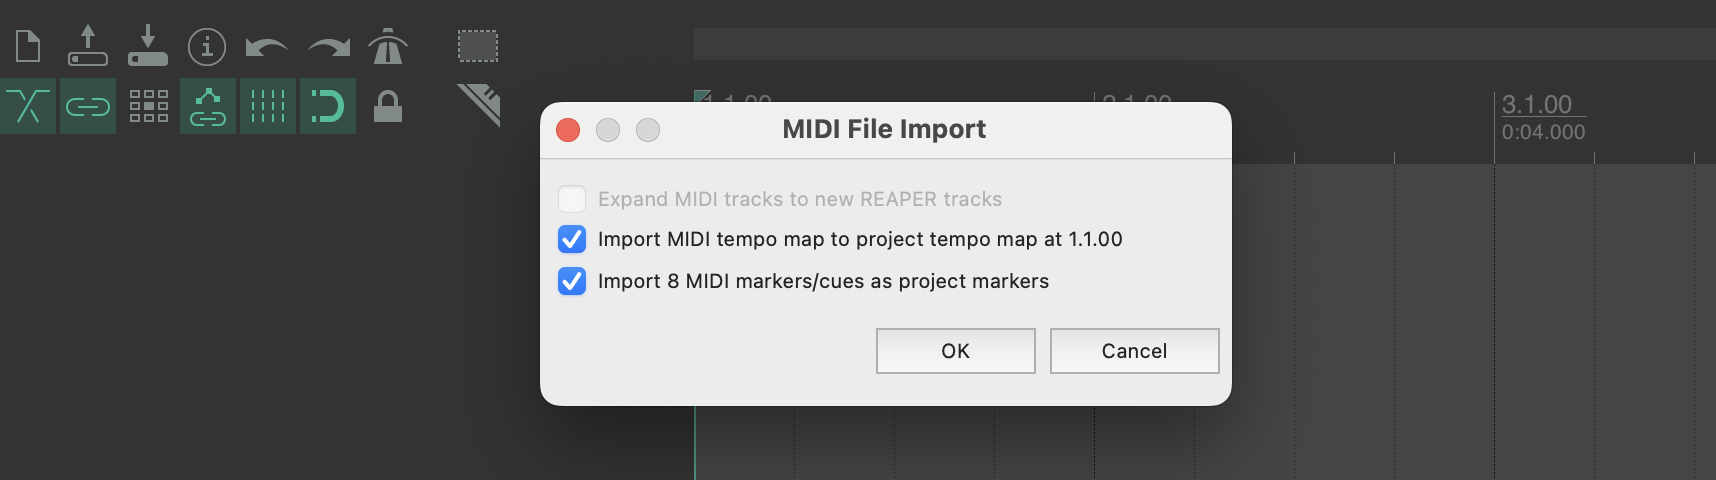 3.1.00
0:04.000
MIDI File Import
Expand MIDI tracks to new REAPER tracks
Import MIDI tempo map to project tempo map at 1.1.00
Import 8 MIDI markers/cues as project markers
OK
Cancel